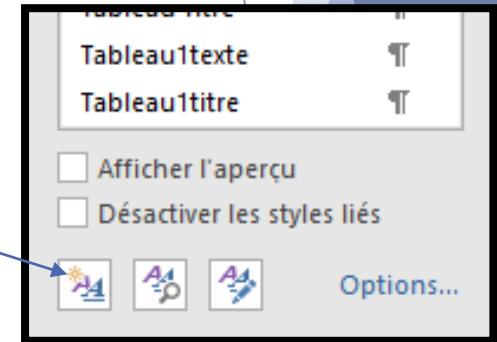 Tableau1texte
Tableau1titre
Afficher l'aperçu
Désactiver les styles liés
Options...